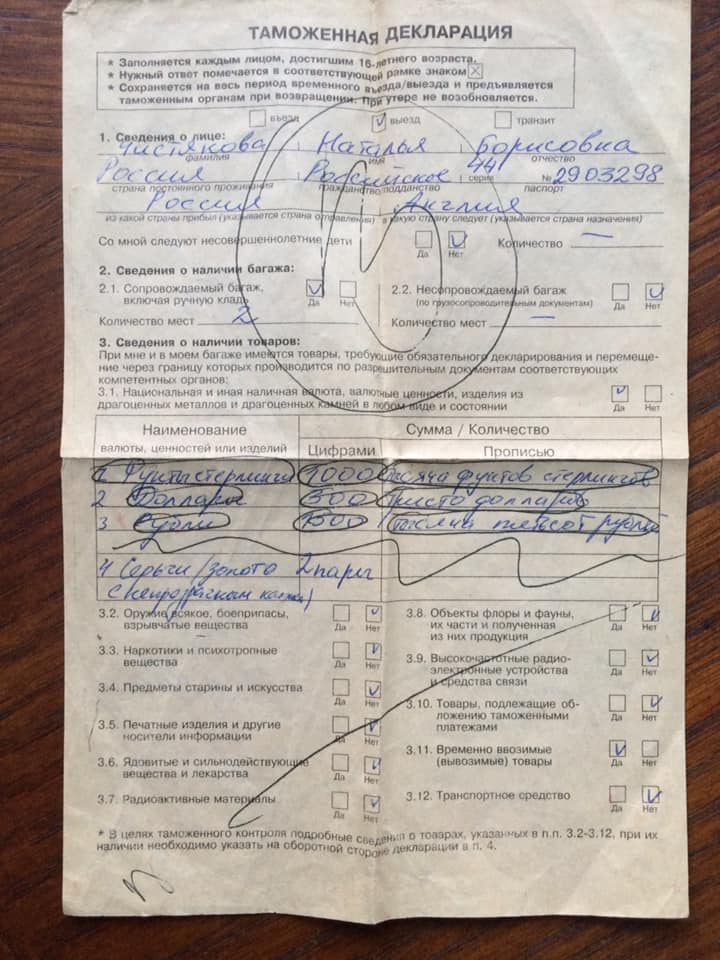 ТАМОЖЕННАЯ ДЕКЛАРАЦИЯ
* Заполняется каждым лицом, достигшим 16-летнего возраста.
* Нужный ответ помечается в соответствующей рамке знаком ☒
* Сохраняется на весь период временного въезда/выезда и предъявляется
таможенным органам при возвращении. При утере не возобновляется.
въезд выезд транзит
1. Сведения о лице:
Чистякова Наталья Борисовна
фамилия имя отчество
Россия Российское 44 № 2903298
страна постоянного проживания гражданство/подданство серия паспорт
Россия Англия
из какой страны прибыл (указывается страна отправления) в какую страну следует (указывается страна назначения)
Со мной следуют несовершеннолетние дети Да Нет Количество —
2. Сведения о наличии багажа:
2.1. Сопровождаемый багаж, включая ручную кладь Да Нет
2.2. Несопровождаемый багаж (по грузосопроводительным документам) Да Нет
Количество мест 2 Количество мест —
3. Сведения о наличии товаров:
При мне и в моем багаже имеются товары, требующие обязательного декларирования и перемеще-
ние через границу которых производится по разрешительным документам соответствующих
компетентных органов:
3.1. Национальная и иная наличная валюта, валютные ценности, изделия из
драгоценных металлов и драгоценных камней в любом виде и состоянии Да Нет
Наименование Сумма / Количество
валюты, ценностей или изделий Цифрами Прописью
1. Фунты стерлинги 1000 тысяча фунтов стерлингов
2 Доллары 300 Триста долларов
3 Рубли 1500 тысяча пятьсот рублей
4 Серьги/золото 2 пары
3.2. Оружие всякое, боеприпасы,
взрывчатые вещества Да Нет
3.3. Наркотики и психотропные
вещества Да Нет
3.4. Предметы старины и искусства Да Нет
3.5. Печатные изделия и другие
носители информации Да Нет
3.6. Ядовитые и сильнодействующие
вещества и лекарства Да Нет
3.7. Радиоактивные материалы Да Нет
3.8. Объекты флоры и фауны,
их части и полученная
из них продукция Да Нет
3.9. Высокочастотные радио-
электронные устройства
и средства связи Да Нет
3.10. Товары, подлежащие об-
ложению таможенными
платежами Да Нет
3.11. Временно ввозимые
(вывозимые) товары Да Нет
3.12. Транспортное средство Да Нет
* В целях таможенного контроля подробные сведения о товарах, указанных в п.п. 3.2-3.12, при их
наличии необходимо указать на оборотной стороне декларации в п. 4.